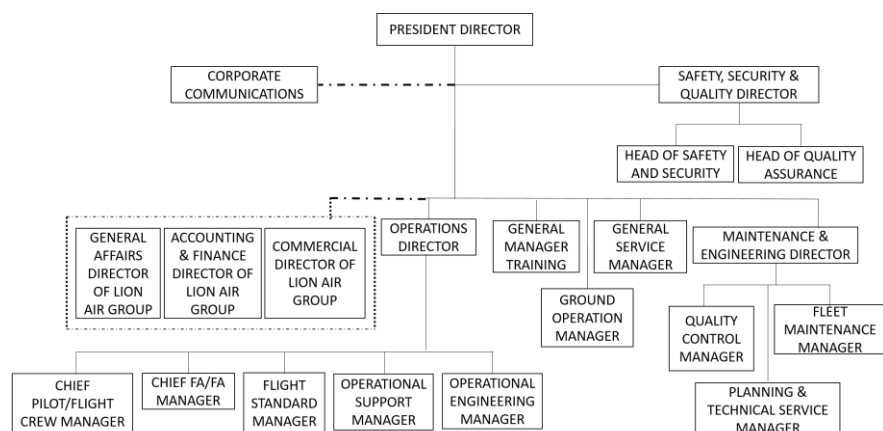 PRESIDENT DIRECTOR
CORPORATE
COMMUNICATIONS
SAFETY, SECURITY &
QUALITY DIRECTOR
HEAD OF SAFETY
AND SECURITY
HEAD OF QUALITY
ASSURANCE
GENERAL
AFFAIRS
DIRECTOR
OF LION
AIR GROUP
ACCOUNTING
& FINANCE
DIRECTOR OF
LION AIR
GROUP
COMMERCIAL
DIRECTOR OF
LION AIR
GROUP
OPERATIONS
DIRECTOR
GENERAL
MANAGER
TRAINING
GENERAL
SERVICE
MANAGER
MAINTENANCE &
ENGINEERING DIRECTOR
GROUND
OPERATION
MANAGER
QUALITY
CONTROL
MANAGER
FLEET
MAINTENANCE
MANAGER
PLANNING &
TECHNICAL SERVICE
MANAGER
CHIEF
PILOT/FLIGHT
CREW MANAGER
CHIEF FA/FA
MANAGER
FLIGHT
STANDARD
MANAGER
OPERATIONAL
SUPPORT
MANAGER
OPERATIONAL
ENGINEERING
MANAGER